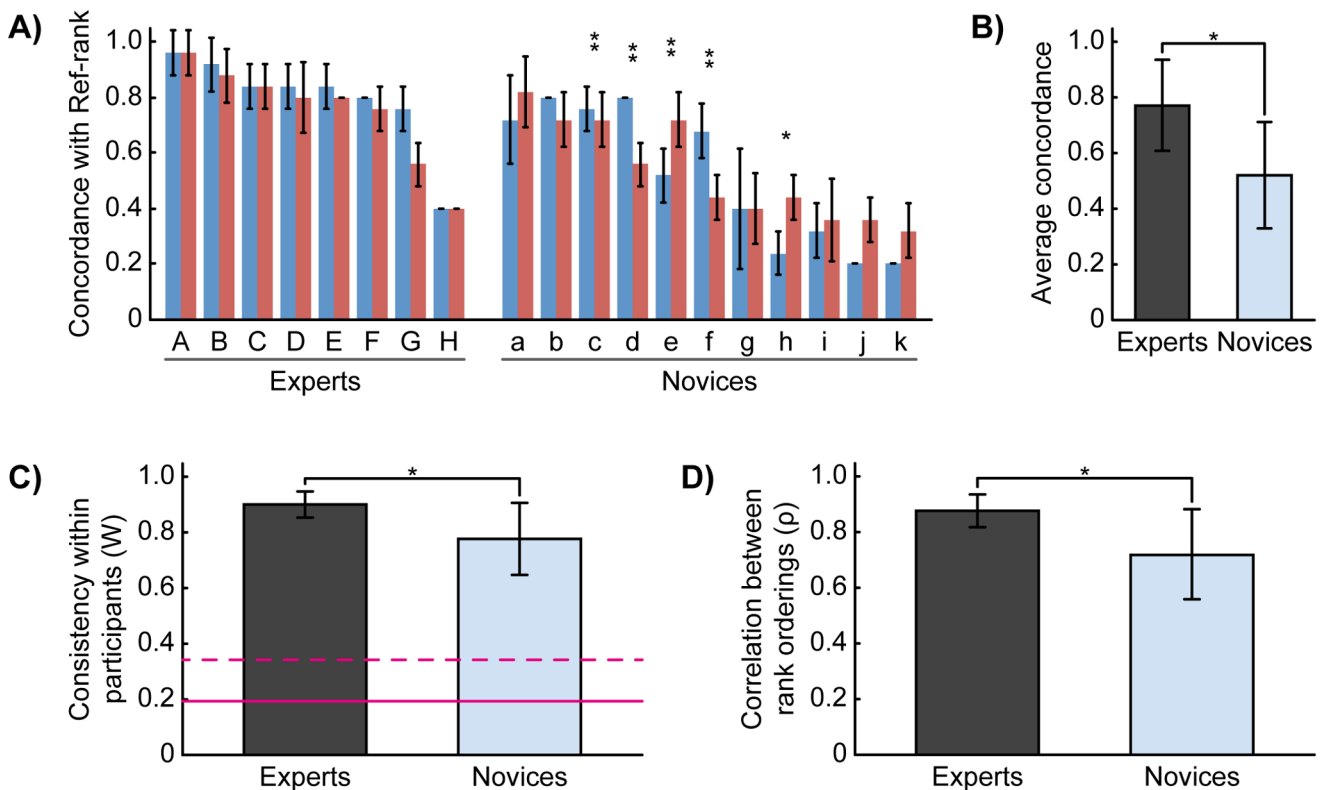 A)
Concordance with Ref-rank
1.0
0.8
0.6
0.4
0.2
0
** ** ** ** *
A B C D E F G H
Experts
a b c d e f g h i j k
Novices
B)
Average concordance
1.0
0.8
0.6
0.4
0.2
0
*
Experts Novices
C)
Consistency within
participants (W)
1.0
0.8
0.6
0.4
0.2
0
*
Experts Novices
D)
Correlation between
rank orderings (ρ)
1.0
0.8
0.6
0.4
0.2
0
*
Experts Novices